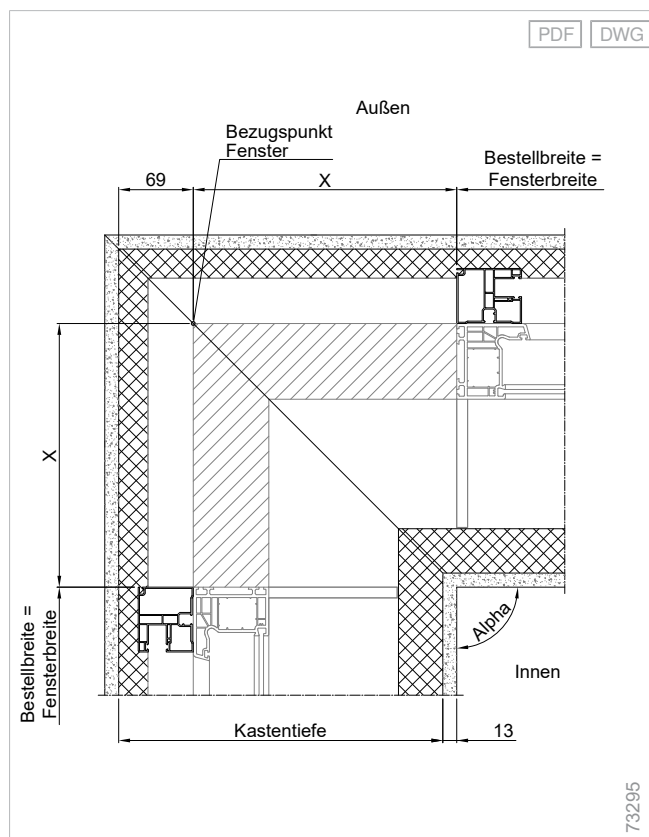 PDF DWG
Außen
Bezugspunkt
Fenster
Bestellbreite =
Fensterbreite
69
X
X
Bestellbreite =
Fensterbreite
Alpha
Innen
Kastentiefe
13
73295